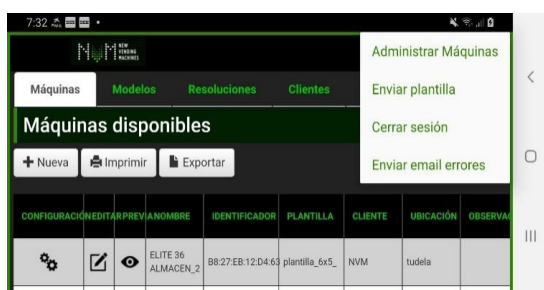 7:32
NVM NEW VENDING MACHINES
Administrar Máquinas
Enviar plantilla
Cerrar sesión
Enviar email errores
Máquinas Modelos Resoluciones Clientes
Máquinas disponibles
Nueva Imprimir Exportar
CONFIGURACIÓN EDITAR PREVIA NOMBRE IDENTIFICADOR PLANTILLA CLIENTE UBICACIÓN OBSERVA
ELITE 36 ALMACEN_2 B8:27:EB:12:D4:63 plantilla_6x5_ NVM tudela